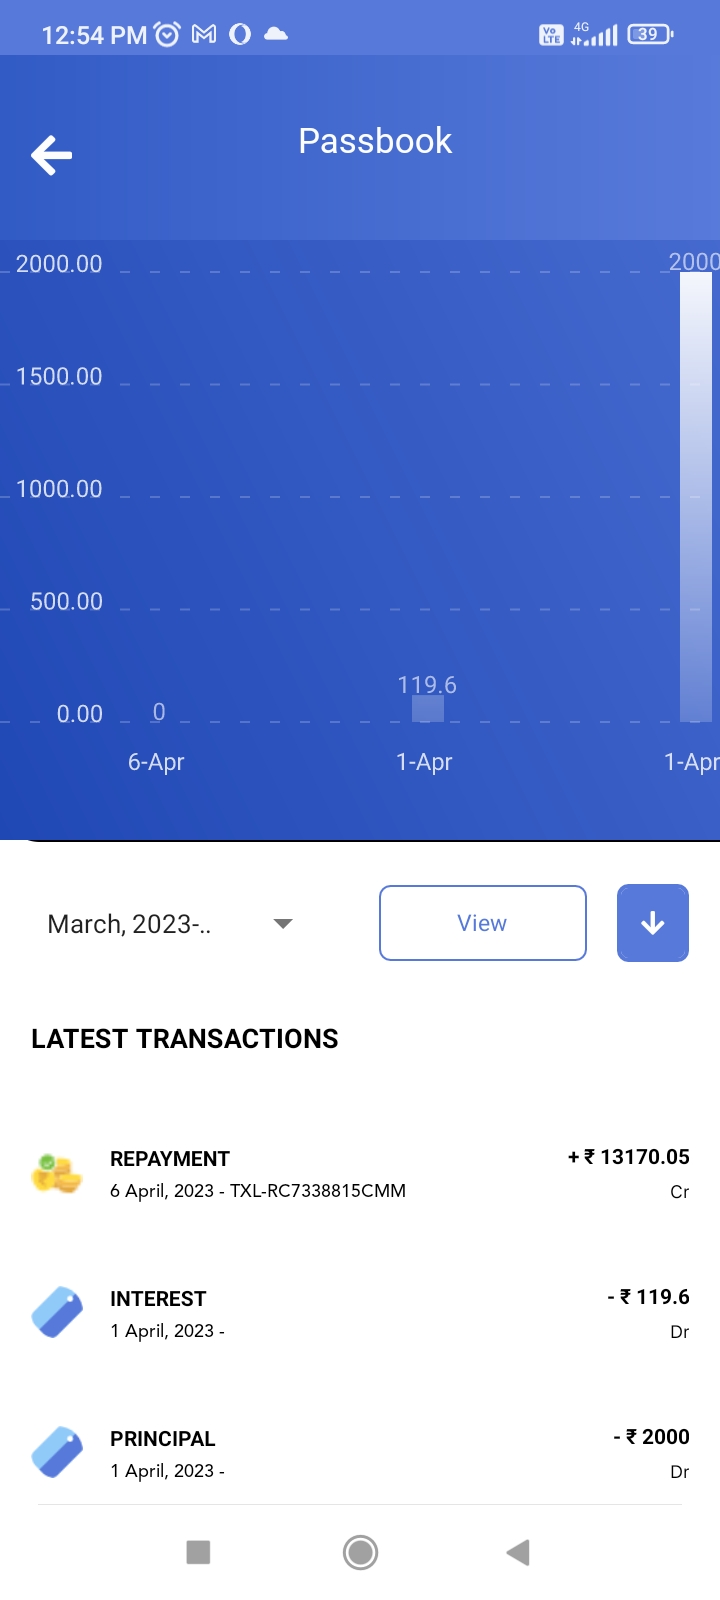 12:54 PM
Vo LTE 4G 39
Passbook
2000.00
2000
1500.00
1000.00
500.00
119.6
0.00
0
6-Apr 1-Apr 1-Apr
March, 2023-.. View
LATEST TRANSACTIONS
REPAYMENT + ₹ 13170.05
6 April, 2023 - TXL-RC7338815CMM Cr
INTEREST - ₹ 119.6
1 April, 2023 - Dr
PRINCIPAL - ₹ 2000
1 April, 2023 - Dr